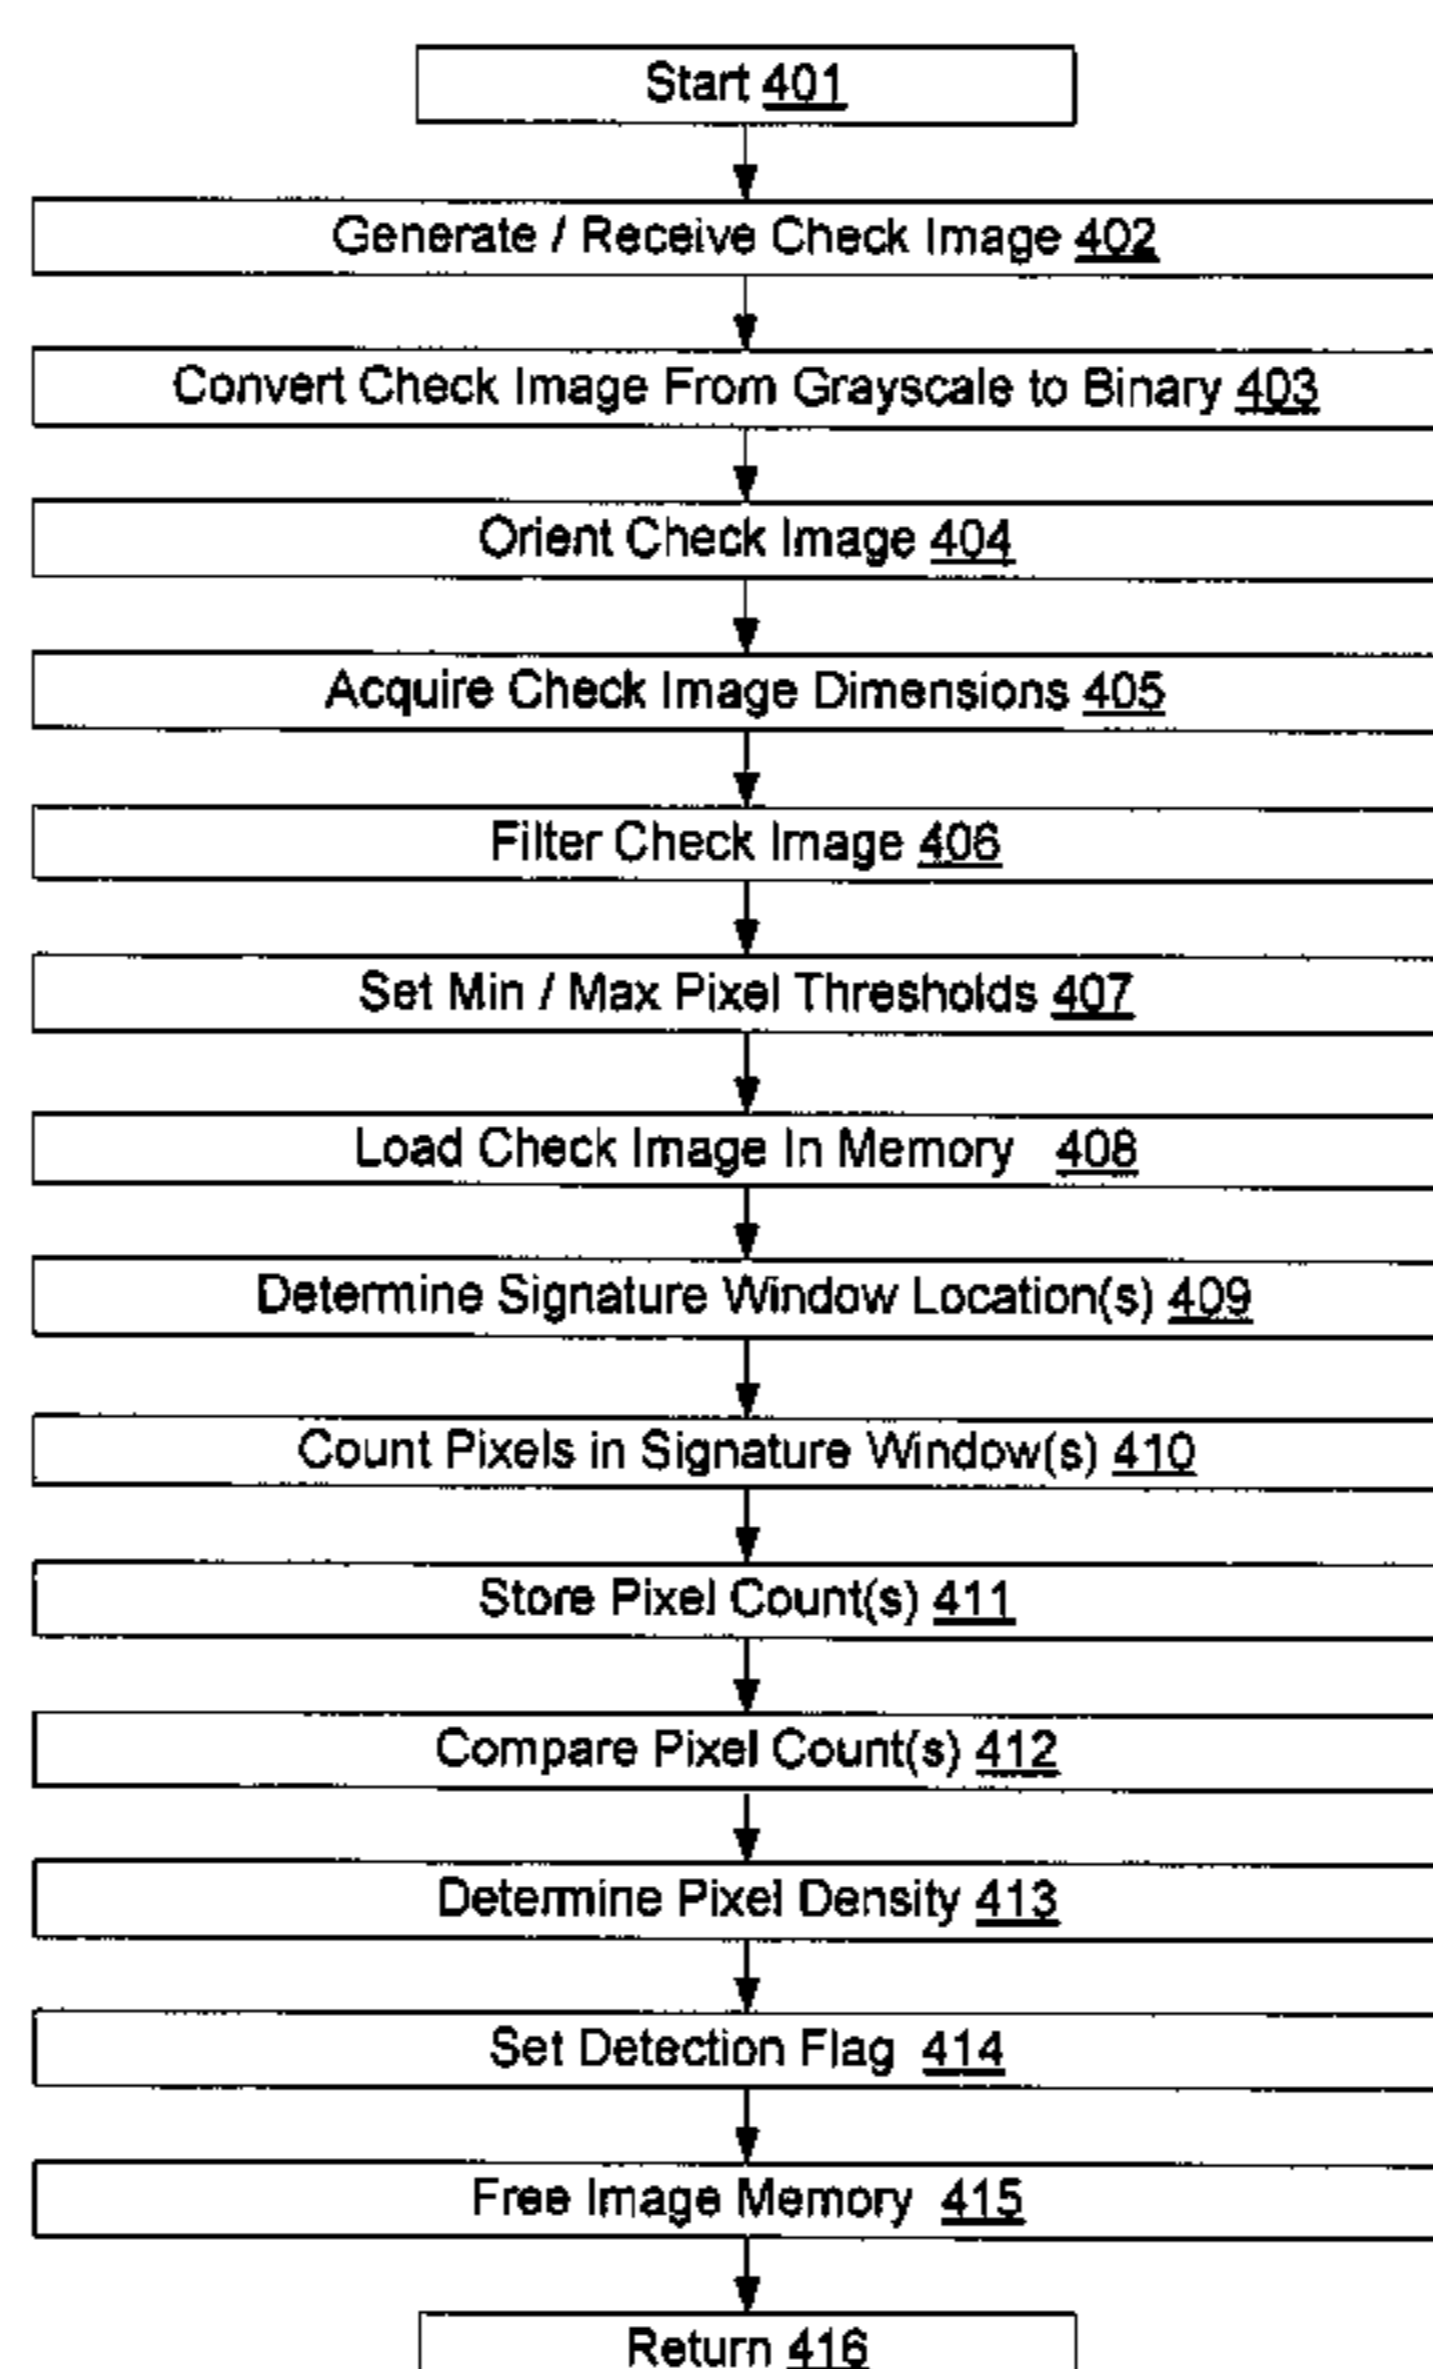 Start 401
Generate / Receive Check Image 402
Convert Check Image From Grayscale to Binary 403
Orient Check Image 404
Acquire Check Image Dimensions 405
Filter Check Image 406
Set Min / Max Pixel Thresholds 407
Load Check Image In Memory 408
Determine Signature Window Location(s) 409
Count Pixels in Signature Window(s) 410
Store Pixel Count(s) 411
Compare Pixel Count(s) 412
Determine Pixel Density 413
Set Detection Flag 414
Free Image Memory 415
Return 416